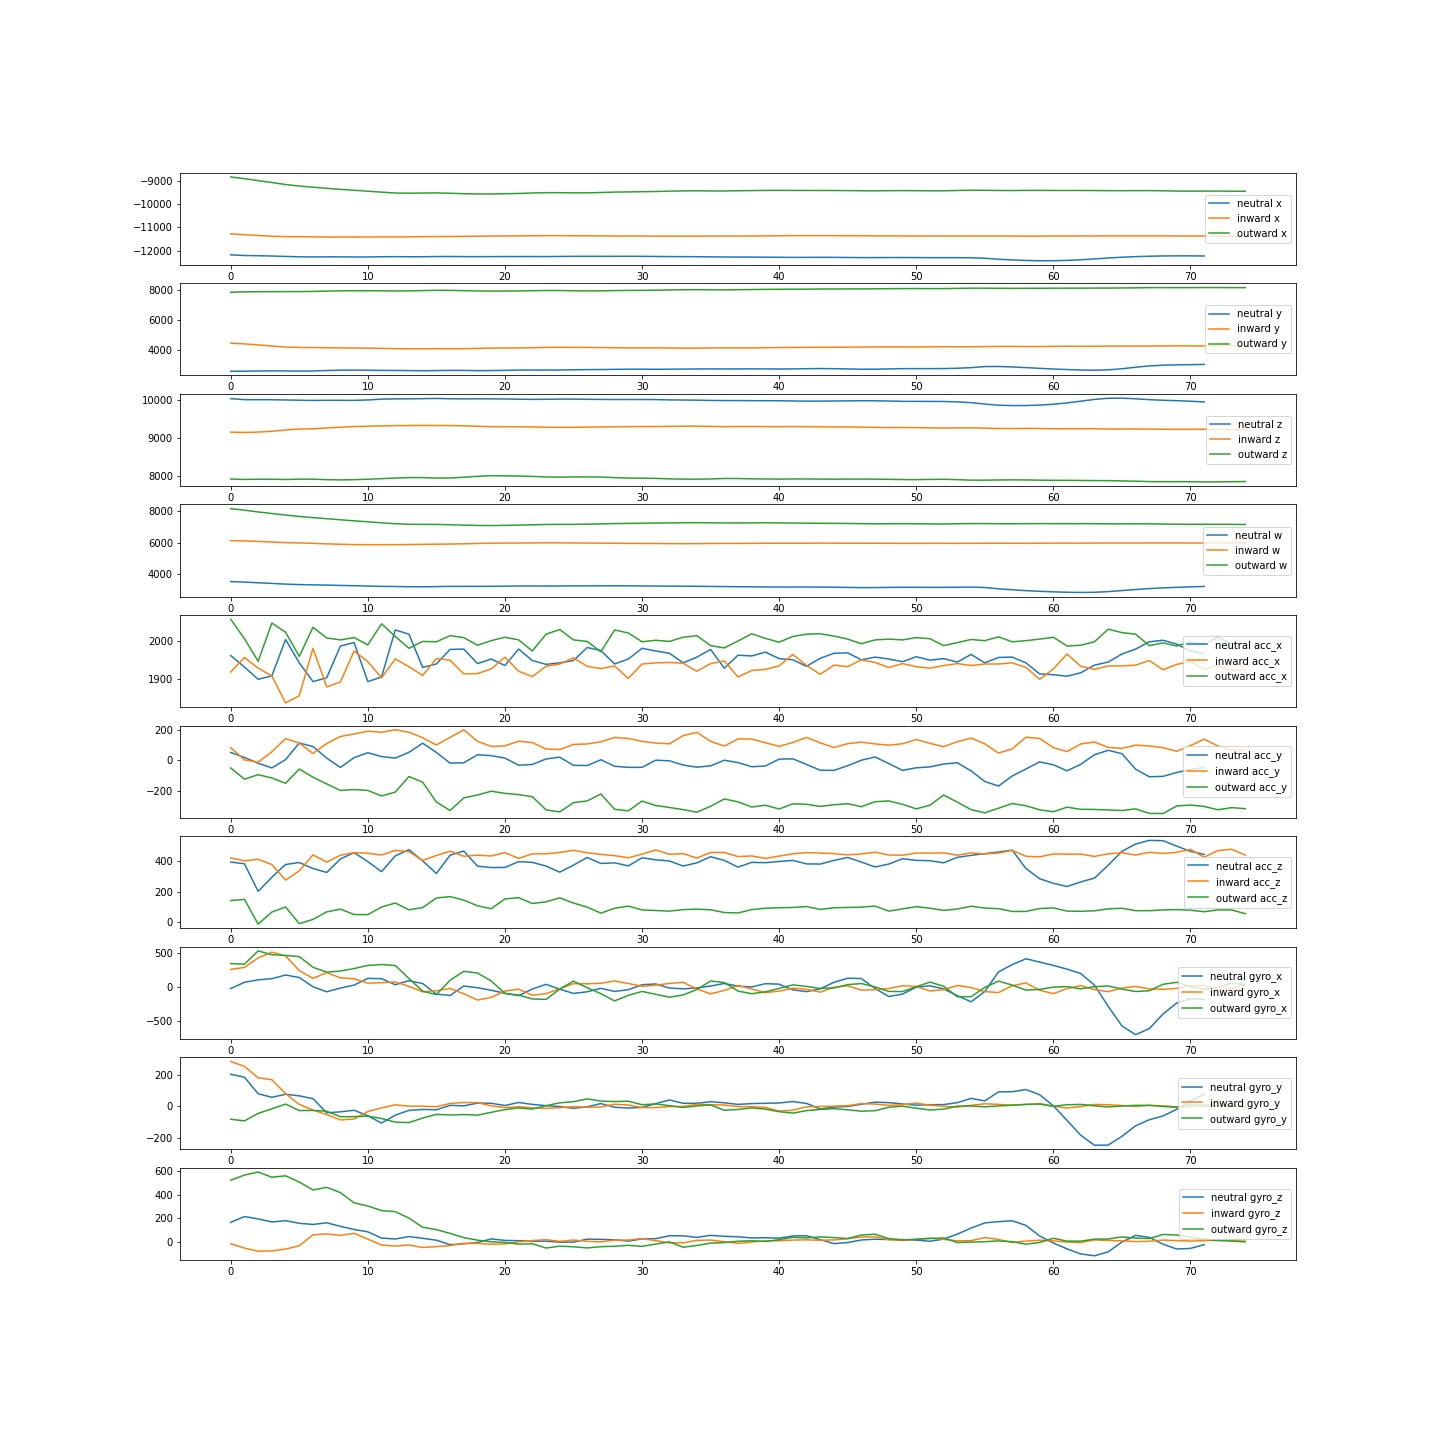 −9000
−10000
−11000
−12000
neutral x
inward x
outward x
0 10 20 30 40 50 60 70
8000
6000
4000
neutral y
inward y
outward y
0 10 20 30 40 50 60 70
10000
9000
8000
neutral z
inward z
outward z
0 10 20 30 40 50 60 70
8000
6000
4000
neutral w
inward w
outward w
0 10 20 30 40 50 60 70
2000
1900
neutral acc_x
inward acc_x
outward acc_x
0 10 20 30 40 50 60 70
200
0
−200
neutral acc_y
inward acc_y
outward acc_y
0 10 20 30 40 50 60 70
400
200
0
neutral acc_z
inward acc_z
outward acc_z
0 10 20 30 40 50 60 70
500
0
−500
neutral gyro_x
inward gyro_x
outward gyro_x
0 10 20 30 40 50 60 70
200
0
−200
neutral gyro_y
inward gyro_y
outward gyro_y
0 10 20 30 40 50 60 70
600
400
200
0
neutral gyro_z
inward gyro_z
outward gyro_z
0 10 20 30 40 50 60 70